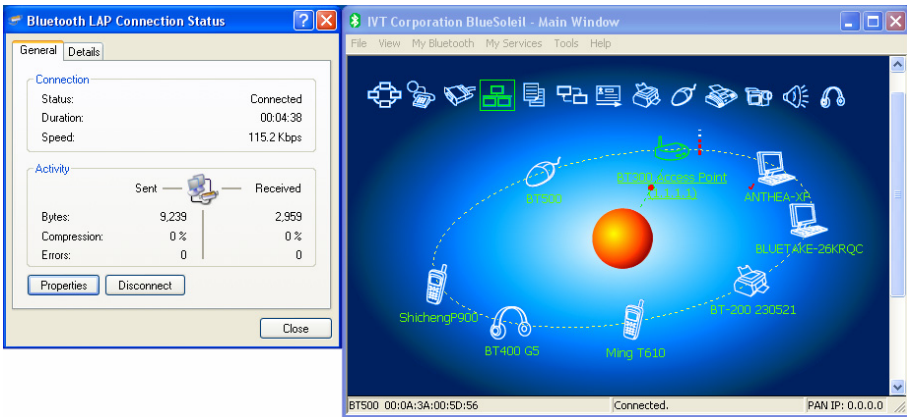 Bluetooth LAP Connection Status
General Details
Connection
Status: Connected
Duration: 00:04:38
Speed: 115.2 Kbps
Activity
Sent Received
Bytes: 9,239 2,959
Compression: 0 % 0 %
Errors: 0 0
Properties Disconnect
Close
IVT Corporation BlueSoleil - Main Window
File View My Bluetooth My Services Tools Help
BT500
BT300 Access Point
(1.1.1.1)
ANTHEA-XP
BLUETAKE-26KRQC
BT-200 230521
Ming T610
BT400 G5
ShichengP900
BT500 00:0A:3A:00:5D:56 Connected. PAN IP: 0.0.0.0